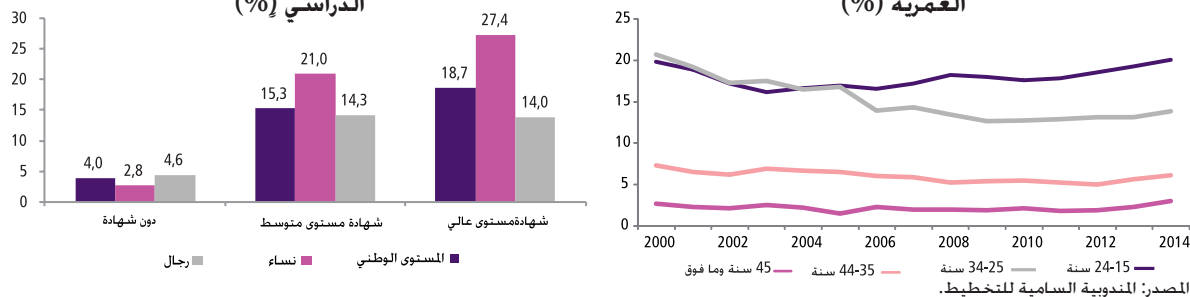 العمرية (%)
25
20
15
10
5
0
2000 2002 2004 2006 2008 2010 2012 2014
24-15 سنة
34-25 سنة
44-35 سنة
45 سنة وما فوق
المصدر: المندوبية السامية للتخطيط.
الدراسي (%)
30
25
20
15
10
5
0
4,0 2,8 4,6
15,3 21,0 14,3
18,7 27,4 14,0
دون شهادة
شهادة مستوى متوسط
شهادةمستوى عالي
المستوى الوطني
نساء
رجال